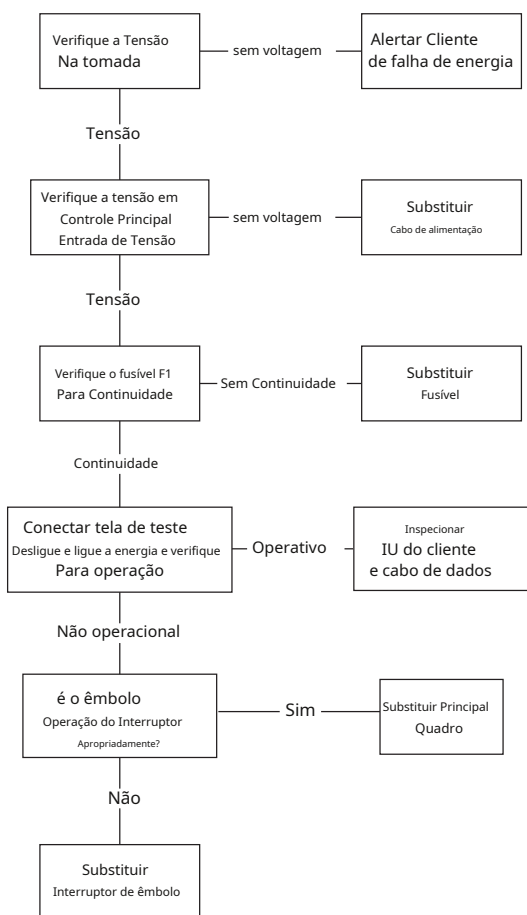 Verifique a Tensão
Na tomada
sem voltagem
Alertar Cliente
de falha de energia
Tensão
Verifique a tensão em
Controle Principal
Entrada de Tensão
sem voltagem
Substituir
Cabo de alimentação
Tensão
Verifique o fusível F1
Para Continuidade
Sem Continuidade
Substituir
Fusível
Continuidade
Conectar tela de teste
Desligue e ligue a energia e verifique
Para operação
Operativo
Inspecionar
IU do cliente
e cabo de dados
Não operacional
é o êmbolo
Operação do Interruptor
Apropriadamente?
Sim
Substituir Principal
Quadro
Não
Substituir
Interruptor de êmbolo